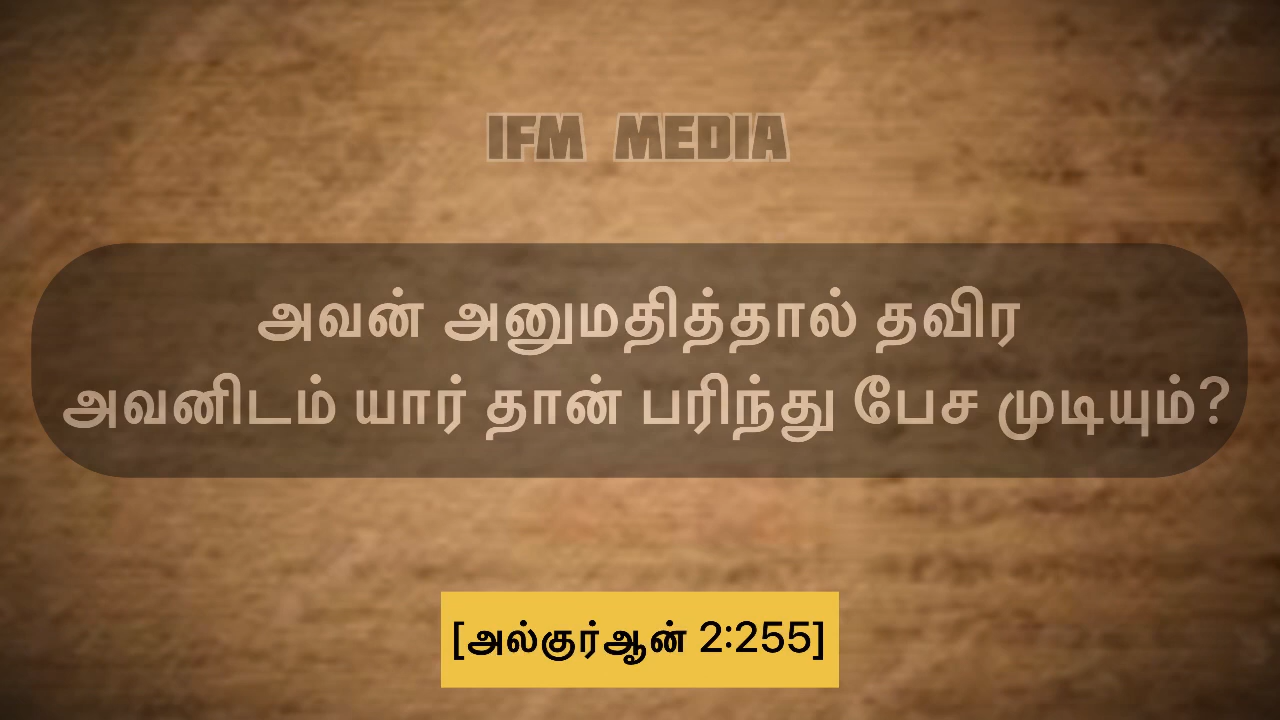 IFM MEDIA
அவன் அனுமதித்தால் தவிர
அவனிடம் யார் தான் பரிந்து பேச முடியும்?
[அல்குர்ஆன் 2:255]